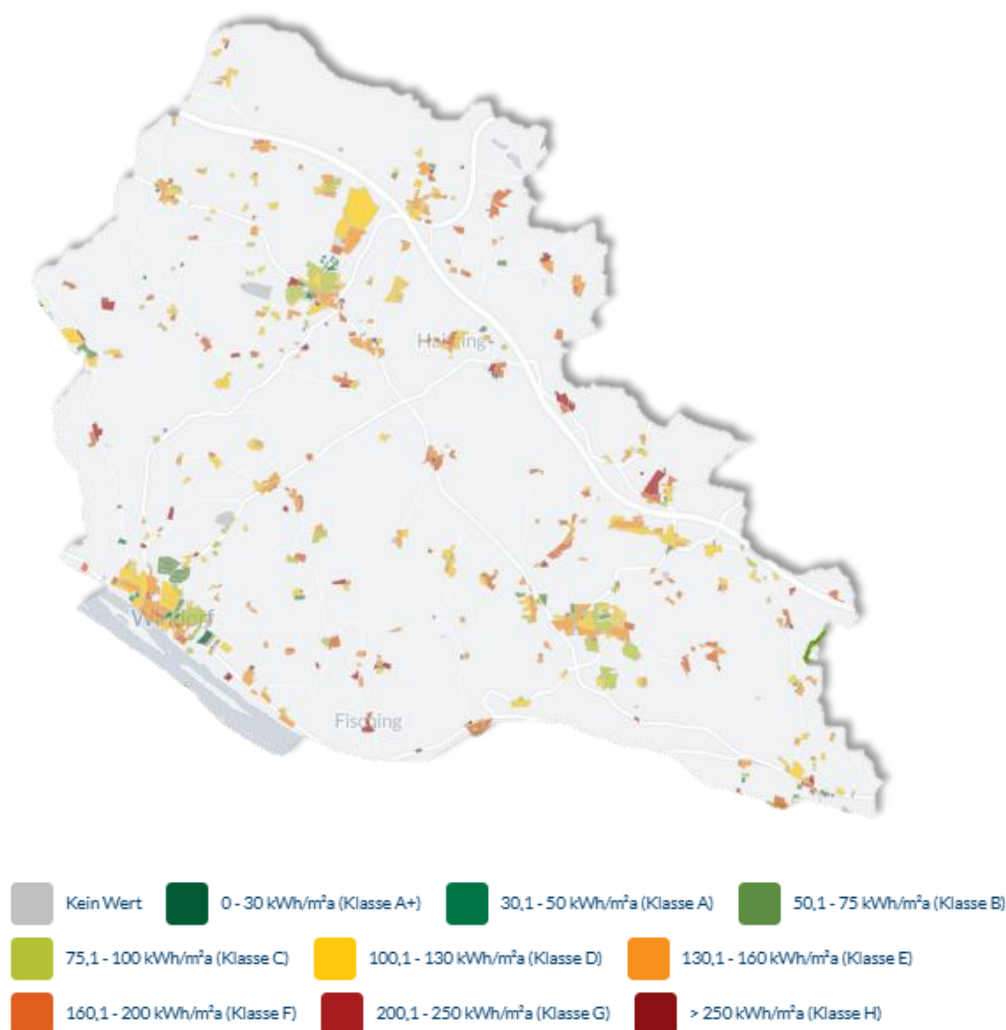 Windorf
Fisching
Kein Wert
0 - 30 kWh/m²a (Klasse A+)
30,1 - 50 kWh/m²a (Klasse A)
50,1 - 75 kWh/m²a (Klasse B)
75,1 - 100 kWh/m²a (Klasse C)
100,1 - 130 kWh/m²a (Klasse D)
130,1 - 160 kWh/m²a (Klasse E)
160,1 - 200 kWh/m²a (Klasse F)
200,1 - 250 kWh/m²a (Klasse G)
> 250 kWh/m²a (Klasse H)